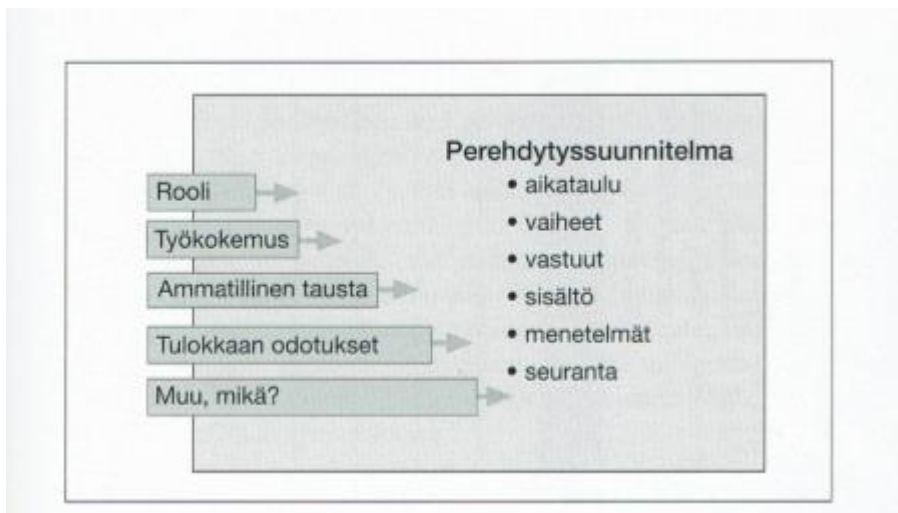 Perehdytyssuunnitelma
• aikataulu
• vaiheet
• vastuut
• sisältö
• menetelmät
• seuranta
Rooli
Työkokemus
Ammatillinen tausta
Tulokkaan odotukset
Muu, mikä?